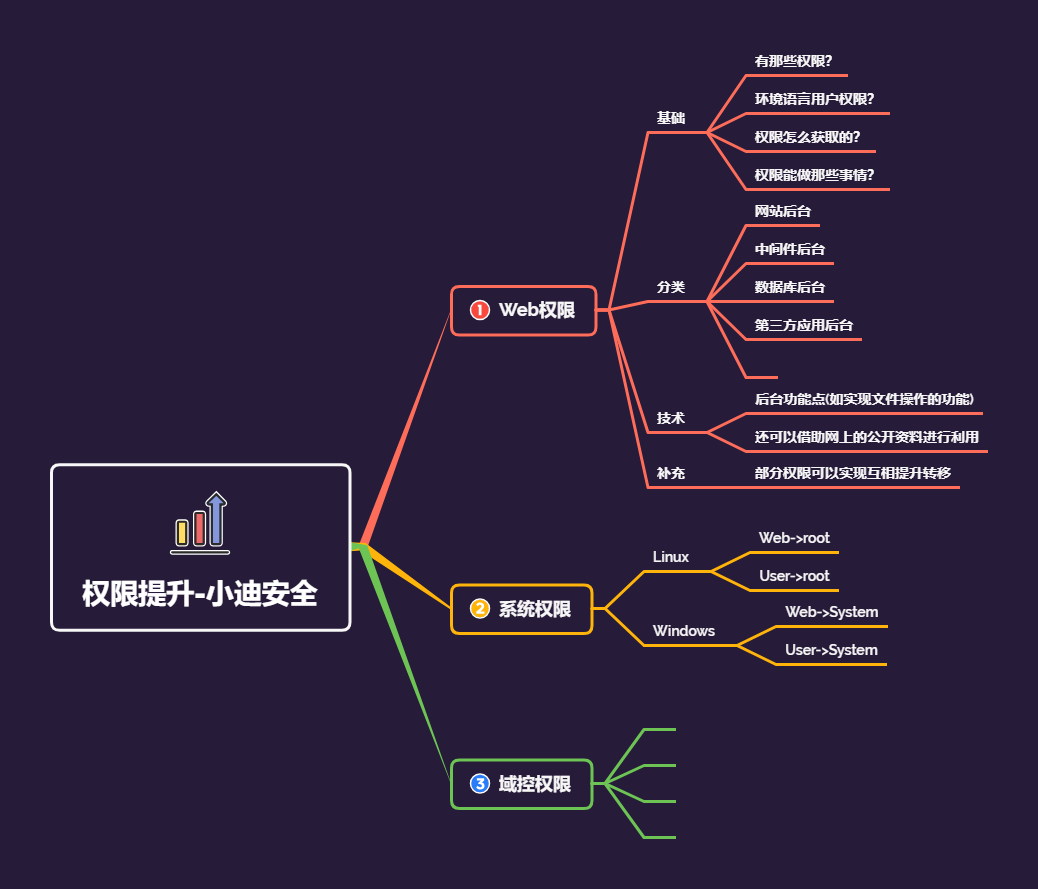 权限提升-小迪安全
1 Web权限
基础
有那些权限?
环境语言用户权限?
权限怎么获取的?
权限能做那些事情?
分类
网站后台
中间件后台
数据库后台
第三方应用后台
技术
后台功能点(如实现文件操作的功能)
还可以借助网上的公开资料进行利用
补充
部分权限可以实现互相提升转移
2 系统权限
Linux
Web->root
User->root
Windows
Web->System
User->System
3 域控权限